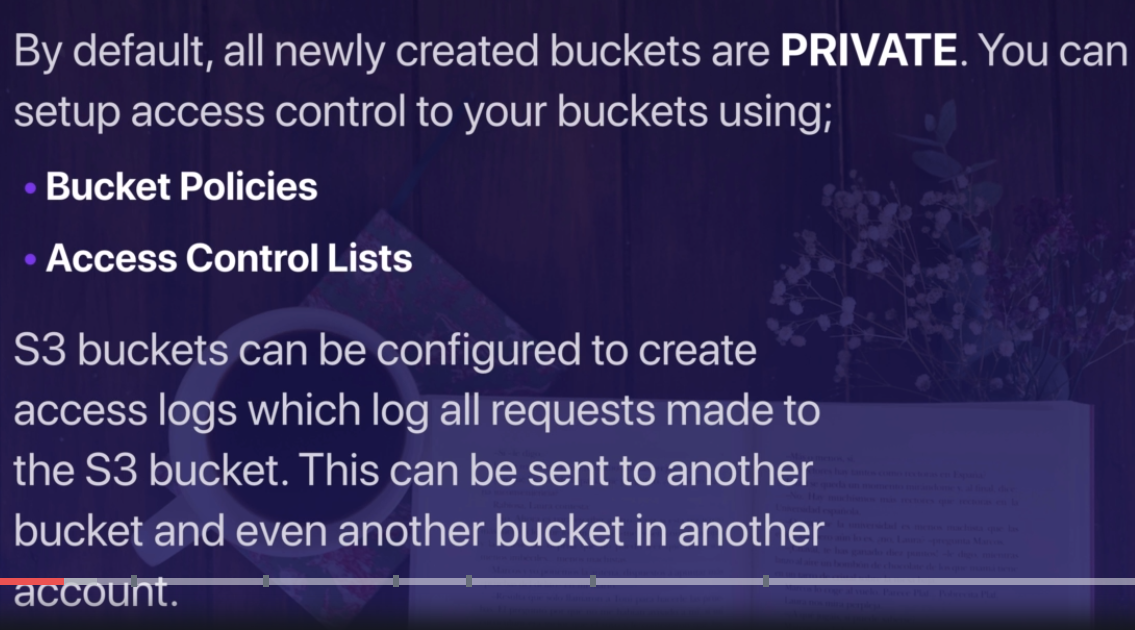 By default, all newly created buckets are PRIVATE. You can
setup access control to your buckets using;
• Bucket Policies
• Access Control Lists
S3 buckets can be configured to create
access logs which log all requests made to
the S3 bucket. This can be sent to another
bucket and even another bucket in another
account.